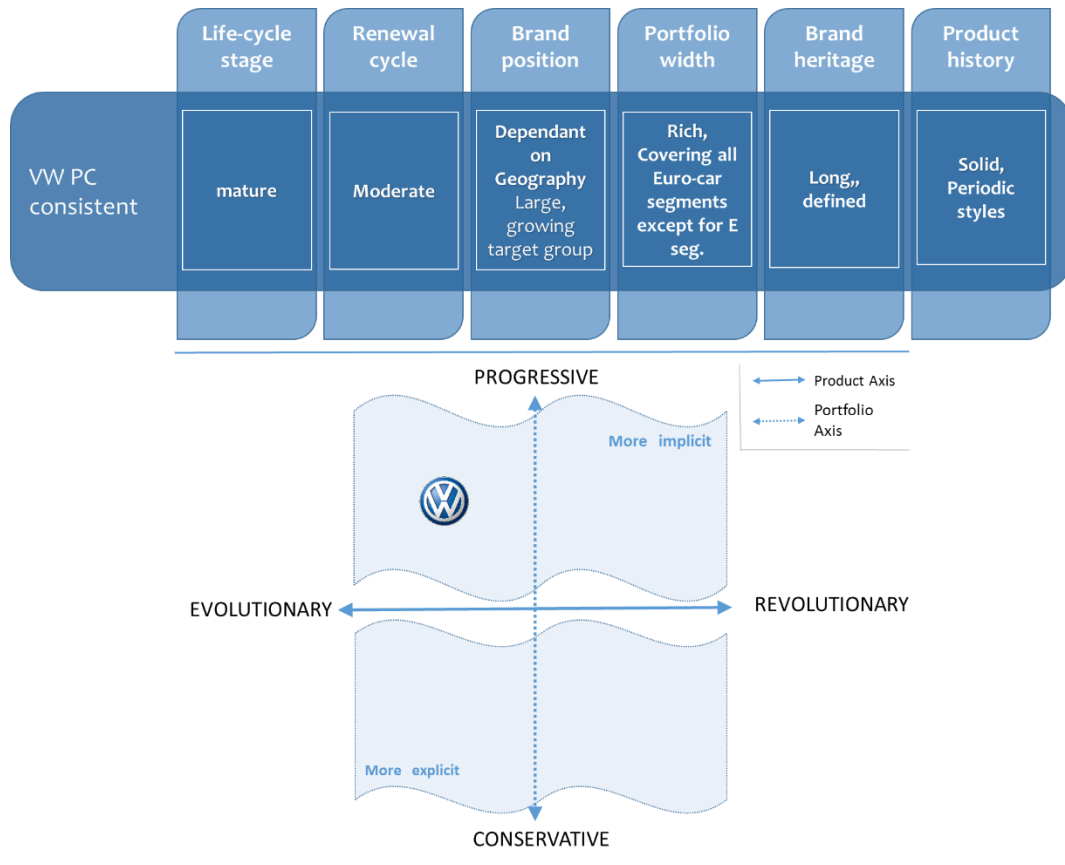 Life-cycle
stage
Renewal
cycle
Brand
position
Portfolio
width
Brand
heritage
Product
history
VW PC
consistent
mature
Moderate
Dependant
on
Geography
Large,
growing
target group
Rich,
Covering all
Euro-car
segments
except for E
seg.
Long,,
defined
Solid,
Periodic
styles
PROGRESSIVE
Product Axis
Portfolio
Axis
More implicit
VW
EVOLUTIONARY
REVOLUTIONARY
More explicit
CONSERVATIVE